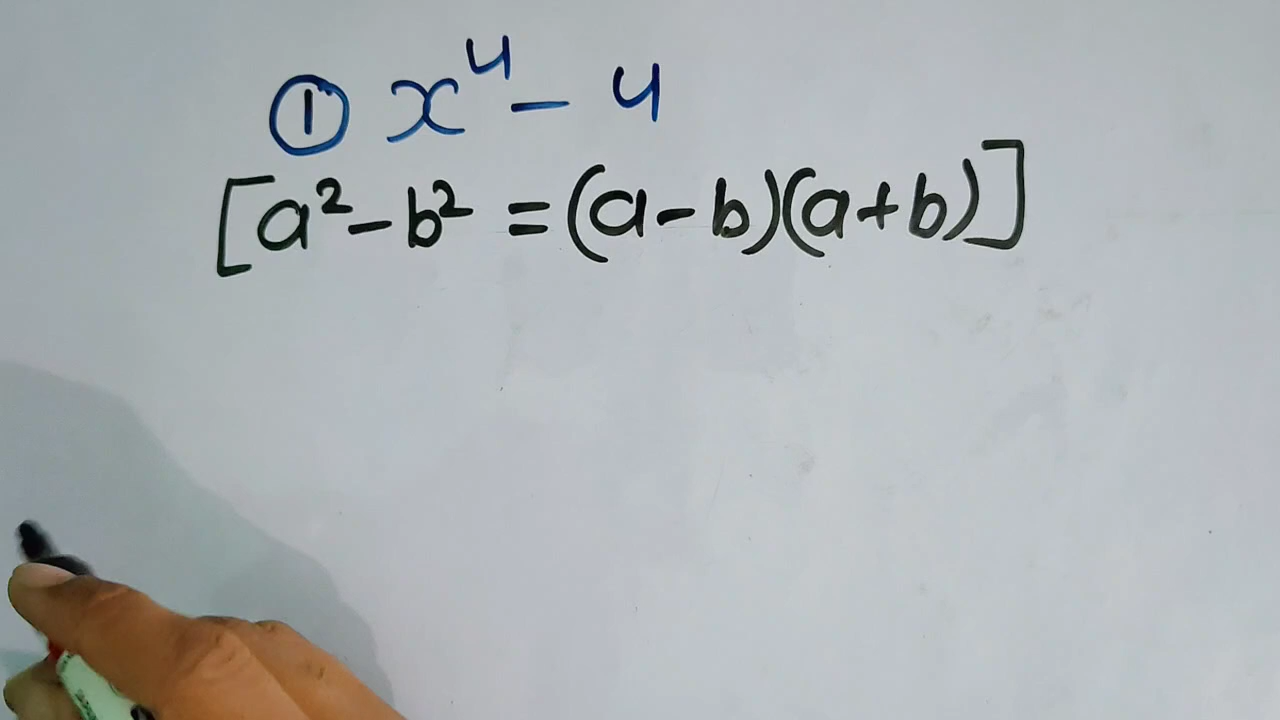 ① x⁴ - 4
[a² - b² = (a - b)(a + b)]